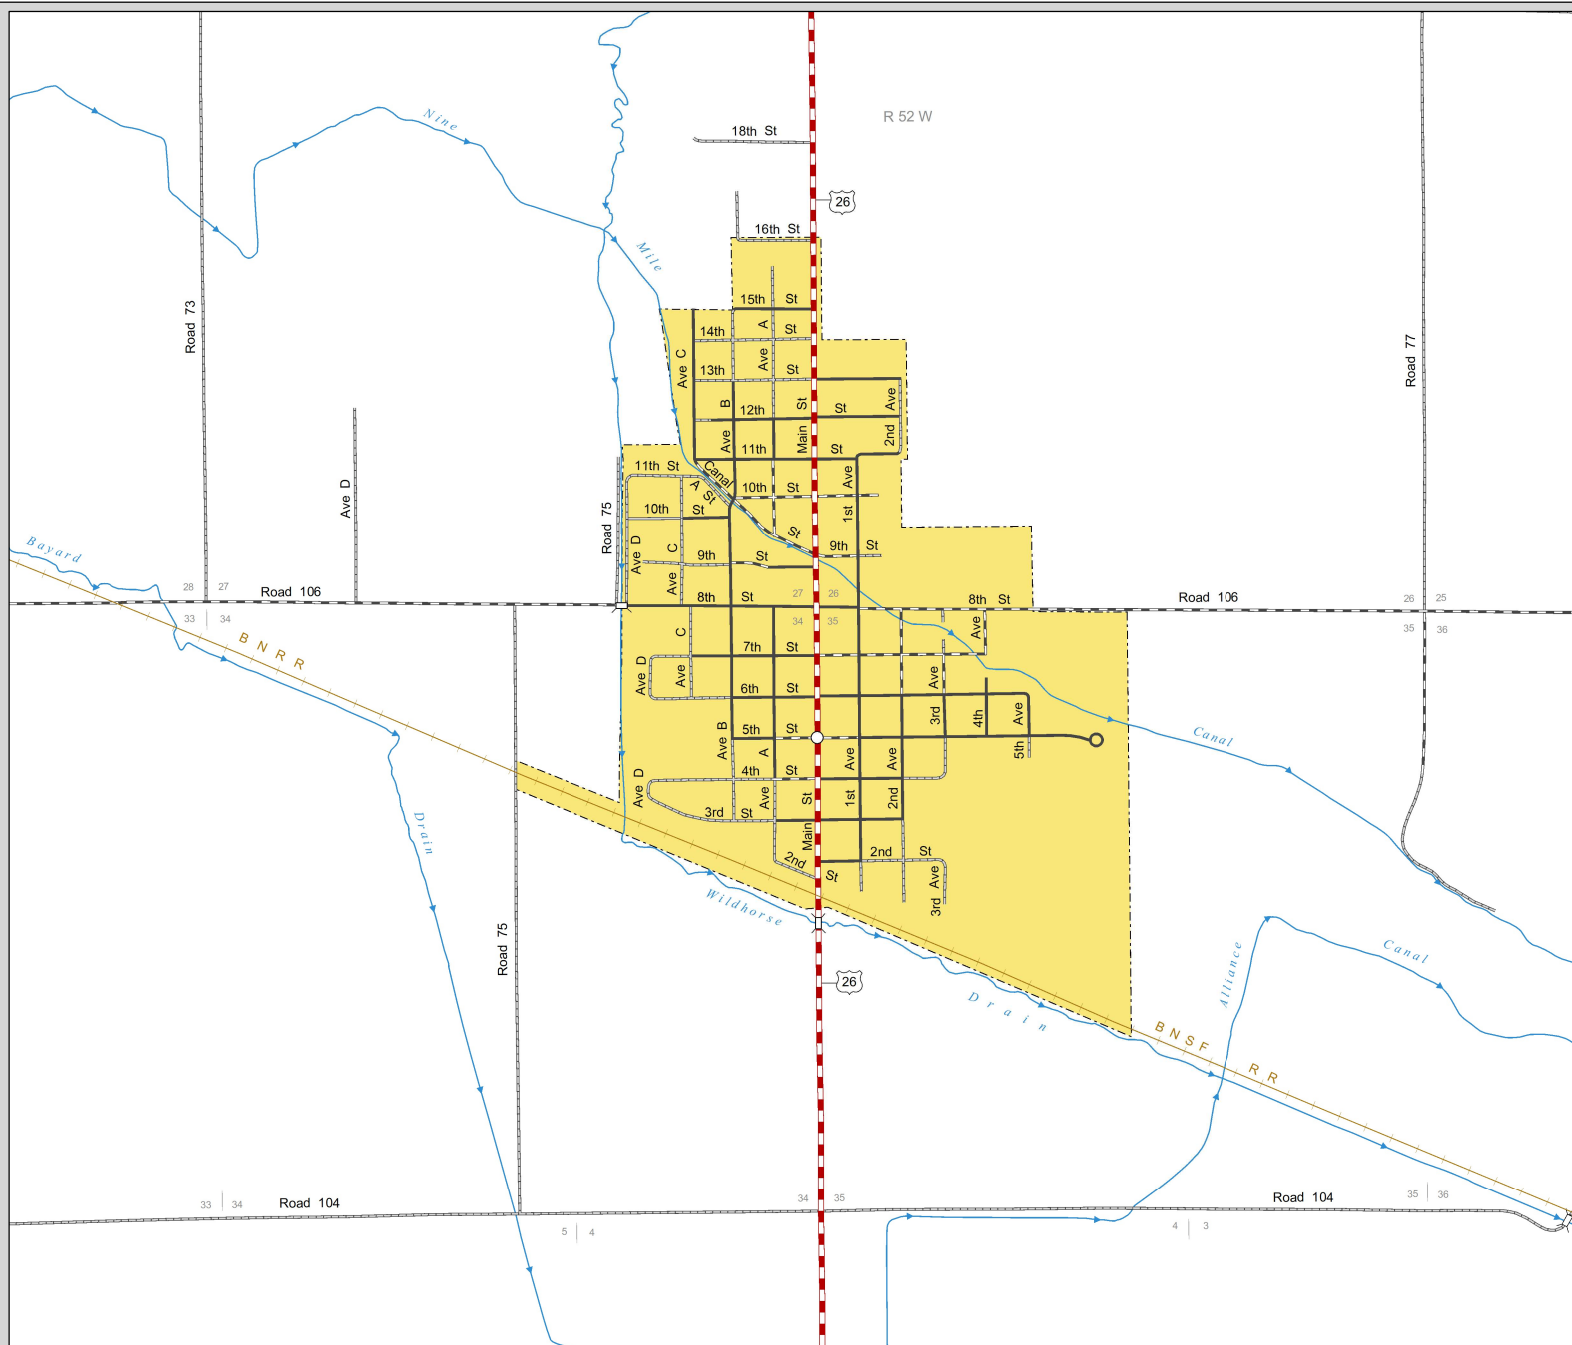 R 52 W
Nine
18th St
26
16th St
Mile
Road 73
15th St
14th A St
Ave C
Ave
Road 77
13th St
B 12th St St
Ave
Main
2nd Ave
11th St
11th St
Canal
A St
10th St
1st Ave
Ave D
10th St
Road 75
St
9th St
Ave D
Ave C
9th St
Bayard
28 27
33 34
Road 106
8th St
27 26
34 35
8th St
Road 106
26 25
35 36
BNRR
Ave C
7th St
Ave
Ave D
6th St
3rd Ave
4th
5th Ave
Ave B
5th St
A
Ave
4th St
Ave D
1st Ave
2nd Ave
3rd St
Main St
2nd St
2nd St
3rd Ave
Canal
Drain
Wildhorse
Drain
Road 75
26
Alliance
Canal
BNSF RR
33 34
Road 104
34 35
Road 104
35 36
5 4
4 3